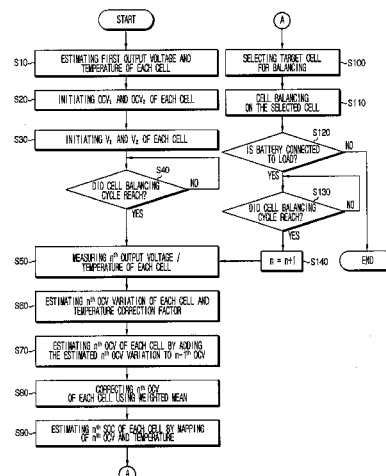 START
S10
ESTIMATING FIRST OUTPUT VOLTAGE AND
TEMPERATURE OF EACH CELL
S20
INITIATING OCV₁ AND OCV₂ OF EACH CELL
S30
INITIATING V₁ AND V₂ OF EACH CELL
S40
DID CELL BALANCING
CYCLE REACH?
NO
YES
S50
MEASURING nth OUTPUT VOLTAGE /
TEMPERATURE OF EACH CELL
S60
ESTIMATING nth OCV VARIATION OF EACH CELL AND
TEMPERATURE CORRECTION FACTOR
S70
ESTIMATING nth OCV OF EACH CELL BY ADDING
THE ESTIMATED nth OCV VARIATION TO n-1th OCV
S80
CORRECTING nth OCV
OF EACH CELL USING WEIGHTED MEAN
S90
ESTIMATING nth SOC OF EACH CELL BY MAPPING
OF nth OCV AND TEMPERATURE
A
A
SELECTING TARGET CELL
FOR BALANCING
S100
CELL BALANCING
ON THE SELECTED CELL
S110
S120
IS BATTERY CONNECTED
TO LOAD?
NO
YES
S130
DID CELL BALANCING
CYCLE REACH?
NO
YES
n = n+1
S140
END